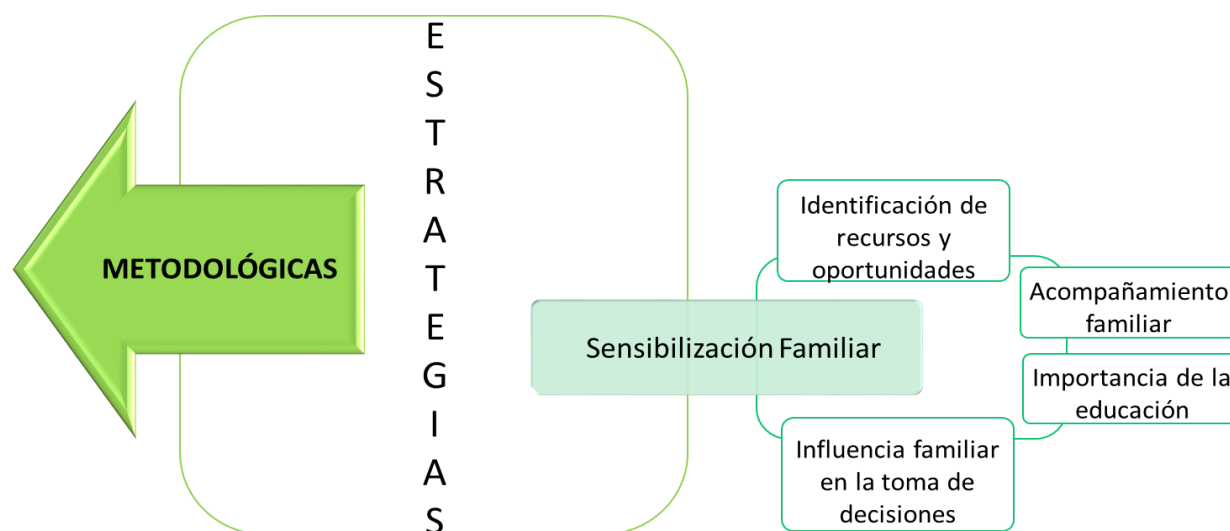 ESTRATEGIAS
METODOLÓGICAS
Sensibilización Familiar
Identificación de
recursos y
oportunidades
Acompañamiento
familiar
Importancia de la
educación
Influencia familiar
en la toma de
decisiones